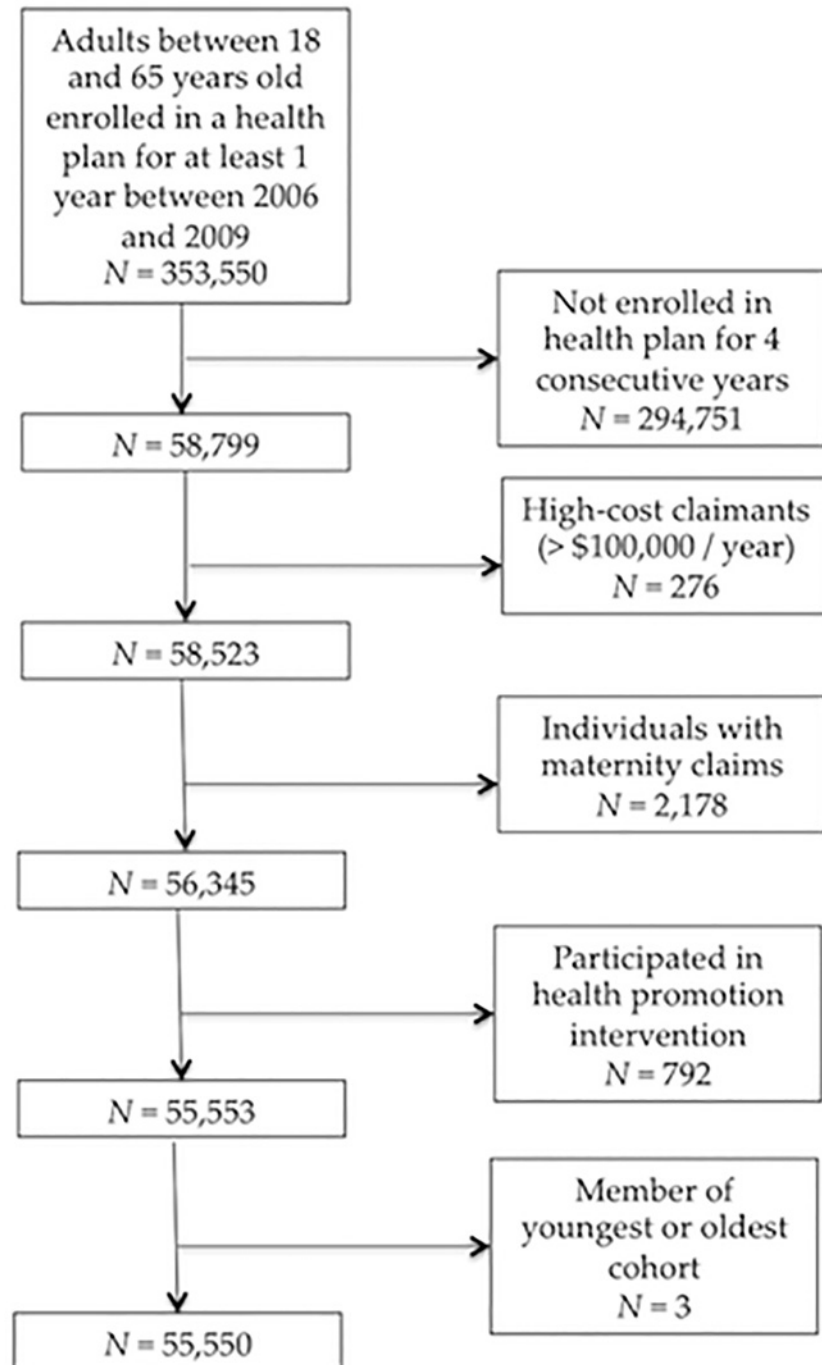 Adults between 18
and 65 years old
enrolled in a health
plan for at least 1
year between 2006
and 2009
N = 353,550
Not enrolled in
health plan for 4
consecutive years
N = 294,751
N = 58,799
High-cost claimants
(> $100,000 / year)
N = 276
N = 58,523
Individuals with
maternity claims
N = 2,178
N = 56,345
Participated in
health promotion
intervention
N = 792
N = 55,553
Member of
youngest or oldest
cohort
N = 3
N = 55,550